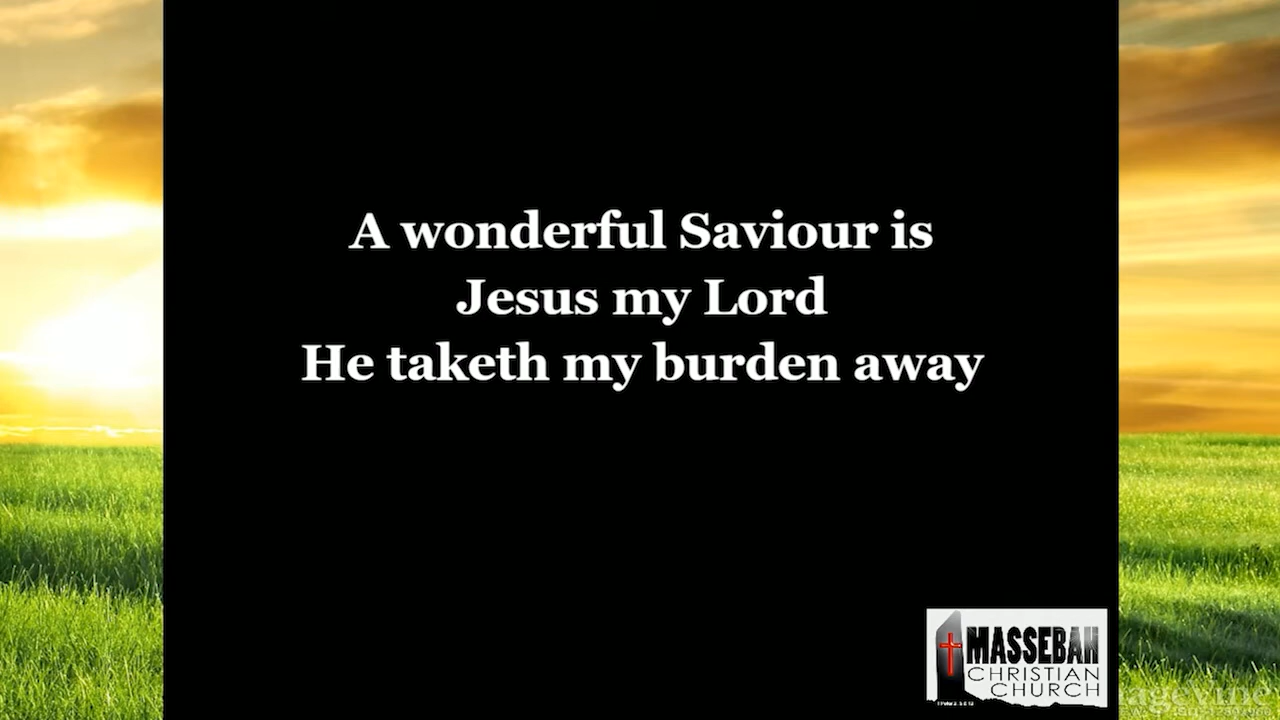 A wonderful Saviour is
Jesus my Lord
He taketh my burden away
MASSEBAH
CHRISTIAN
CHURCH